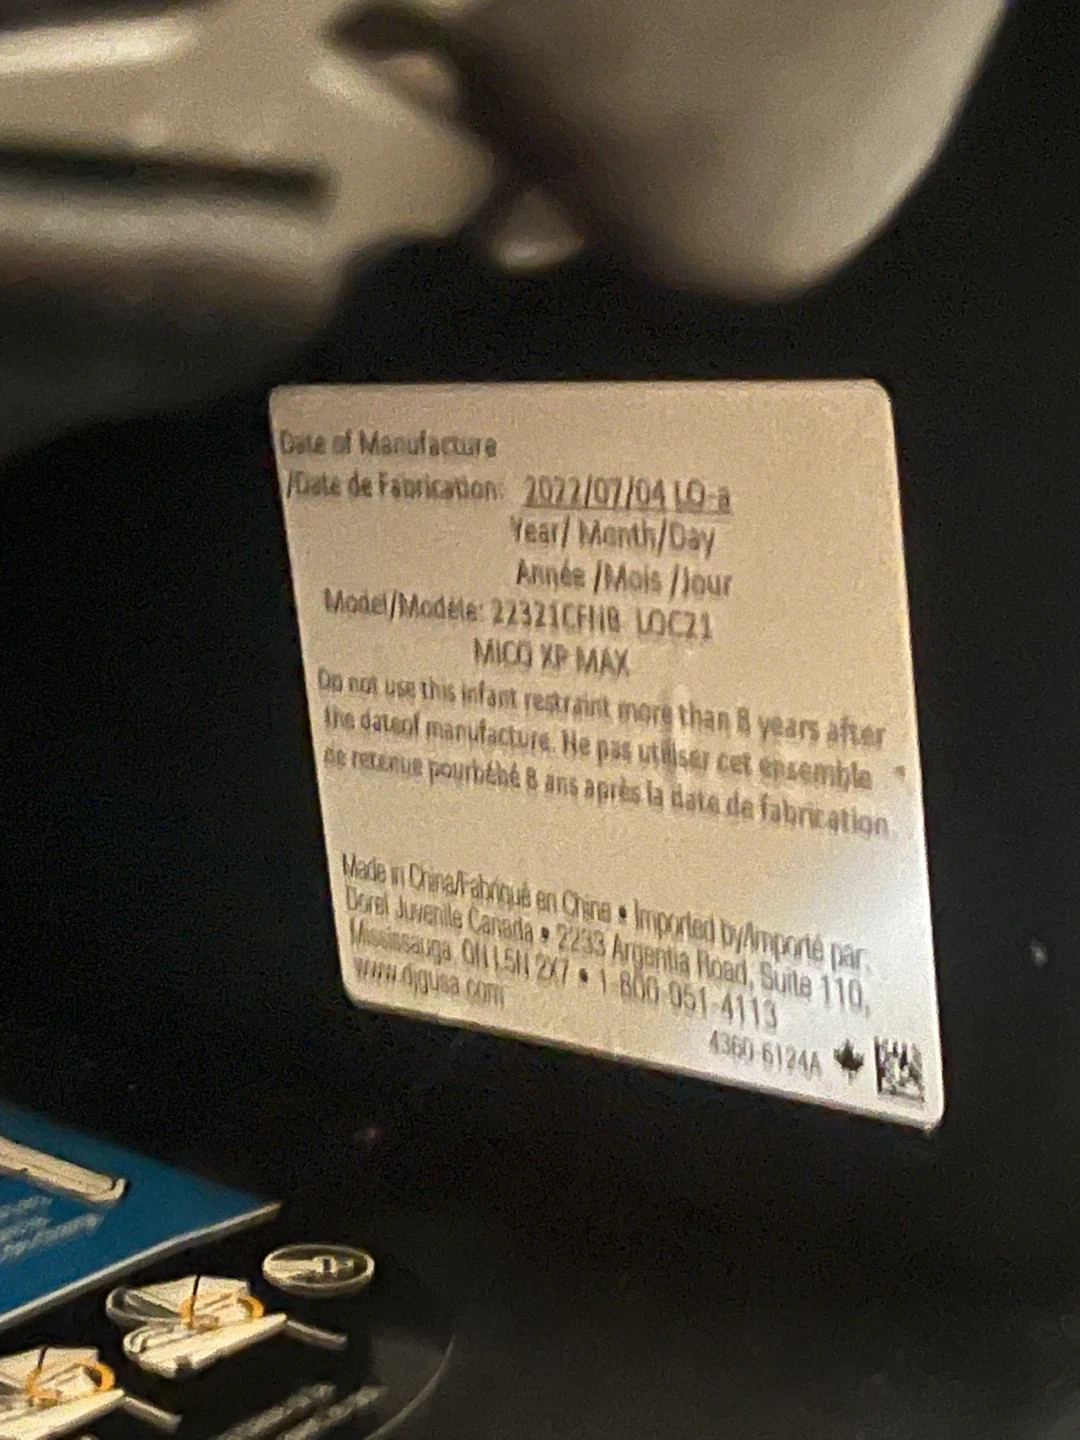 Date of Manufacture
/Date de Fabrication: 2022/07/04 LO-a
Year/ Month/Day
Année /Mois /Jour
Model/Modèle: 22321CFNB LOC21
MICO XP MAX
Do not use this infant restraint more than 8 years after
the dateof manufacture. Ne pas utiliser cet ensemble
de retenue pourbébé 8 ans après la date de fabrication.
Made in China/Fabriqué en Chine • Imported by/Importé par:
Dorel Juvenile Canada • 2233 Argentia Road, Suite 110,
Mississauga, ON L5N 2X7 • 1-800-951-4113
www.djgusa.com
4360-6124A